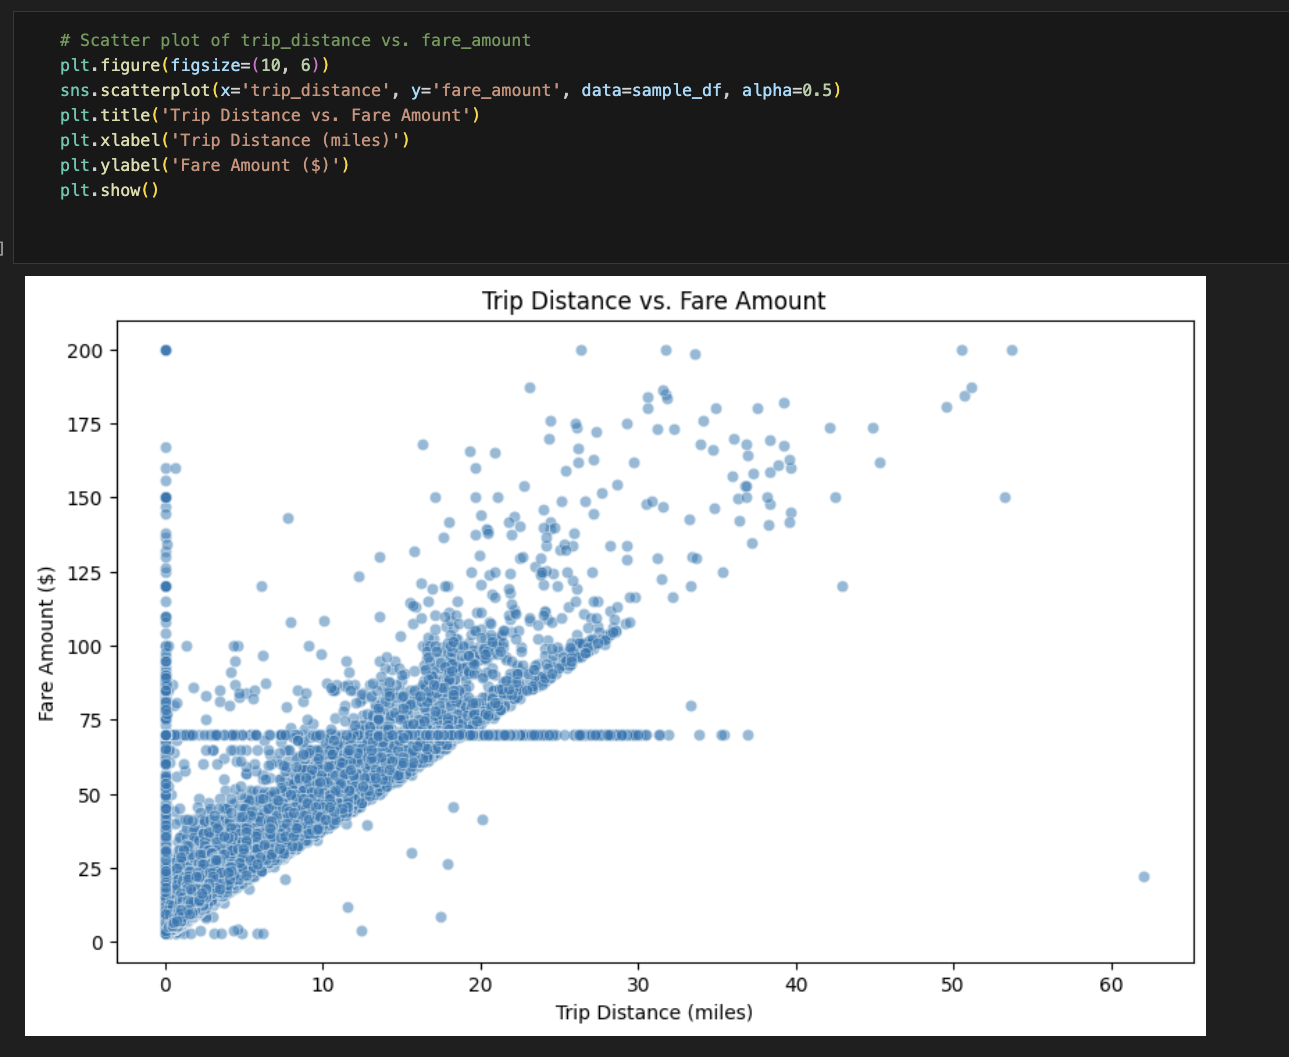 # Scatter plot of trip_distance vs. fare_amount
plt.figure(figsize=(10, 6))
sns.scatterplot(x='trip_distance', y='fare_amount', data=sample_df, alpha=0.5)
plt.title('Trip Distance vs. Fare Amount')
plt.xlabel('Trip Distance (miles)')
plt.ylabel('Fare Amount ($)')
plt.show()
]
Trip Distance vs. Fare Amount
200
175
150
125
100
75
50
25
0
Fare Amount ($)
0 10 20 30 40 50 60
Trip Distance (miles)